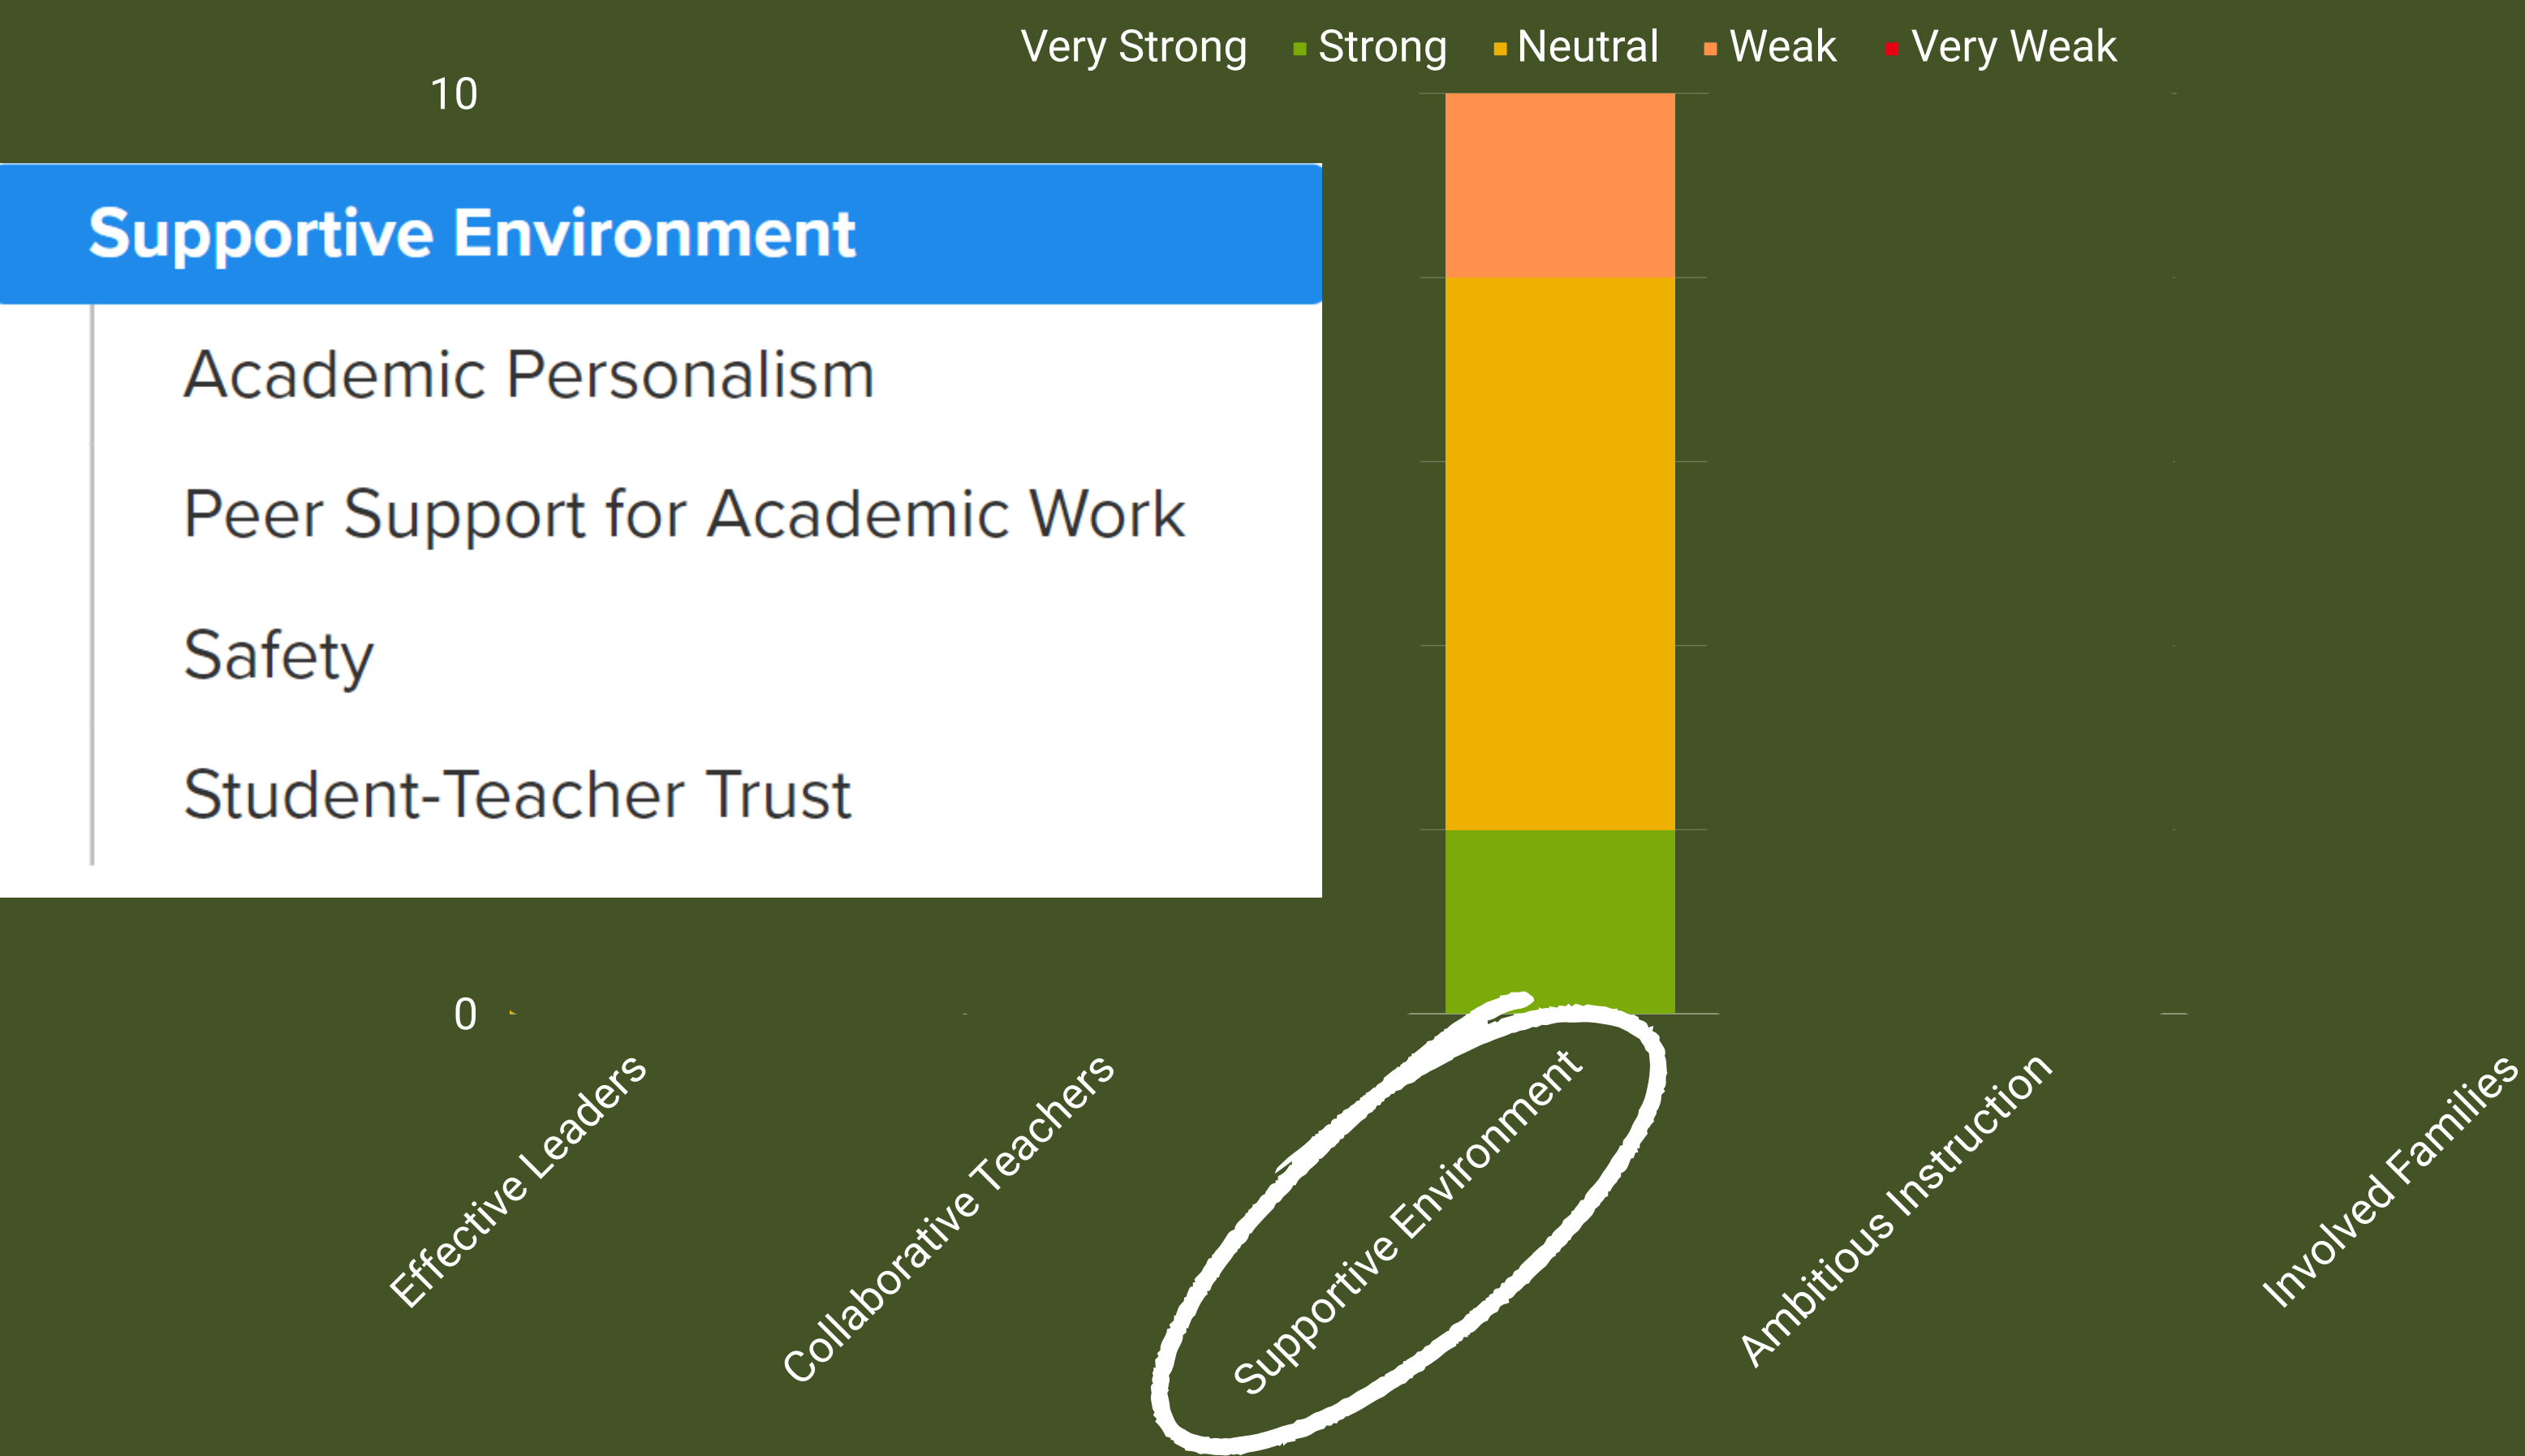 Very Strong Strong Neutral Weak Very Weak
10
Supportive Environment
Academic Personalism
Peer Support for Academic Work
Safety
Student-Teacher Trust
0
Effective Leaders
Collaborative Teachers
Supportive Environment
Ambitious Instruction
Involved Families